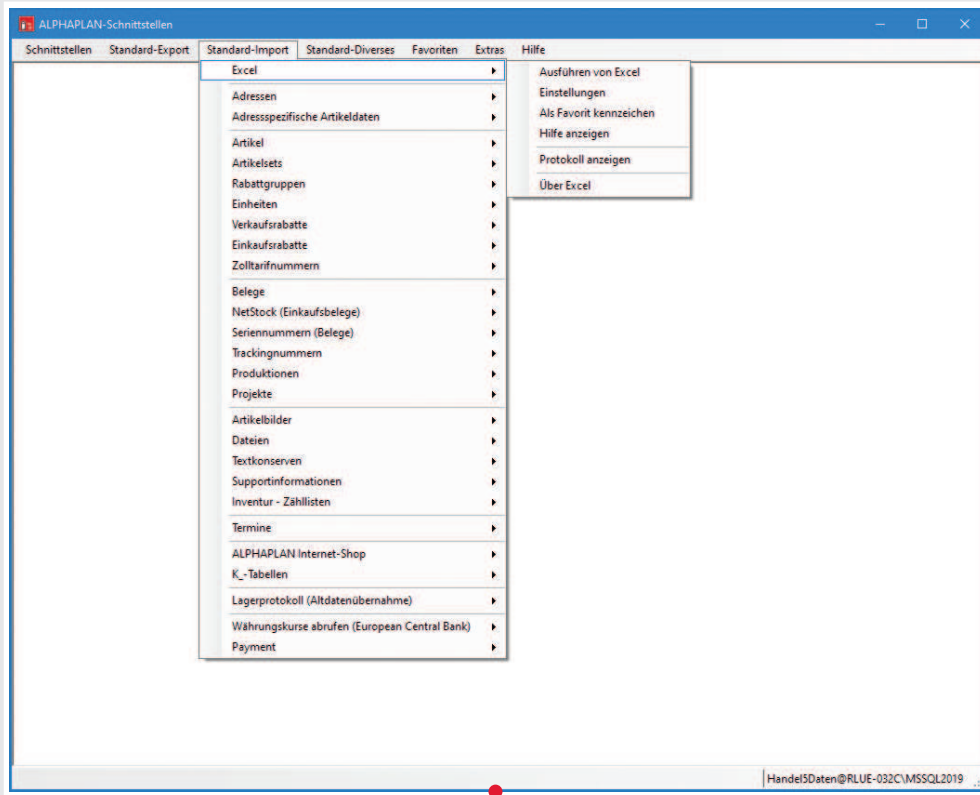 ALPHAPLAN-Schnittstellen
Schnittstellen Standard-Export Standard-Import Standard-Diverses Favoriten Extras Hilfe
Excel
Adressen
Adressspezifische Artikeldaten
Artikel
Artikelsets
Rabattgruppen
Einheiten
Verkaufsrabatte
Einkaufsrabatte
Zolltarifnummern
Belege
NetStock (Einkaufsbelege)
Seriennummern (Belege)
Trackingnummern
Produktionen
Projekte
Artikelbilder
Dateien
Textkonserven
Supportinformationen
Inventur - Zähllisten
Termine
ALPHAPLAN Internet-Shop
K_-Tabellen
Lagerprotokoll (Altdatenübernahme)
Währungskurse abrufen (European Central Bank)
Payment
Ausführen von Excel
Einstellungen
Als Favorit kennzeichen
Hilfe anzeigen
Protokoll anzeigen
Über Excel
Handel5Daten@RLUE-032C\MSSQL2019